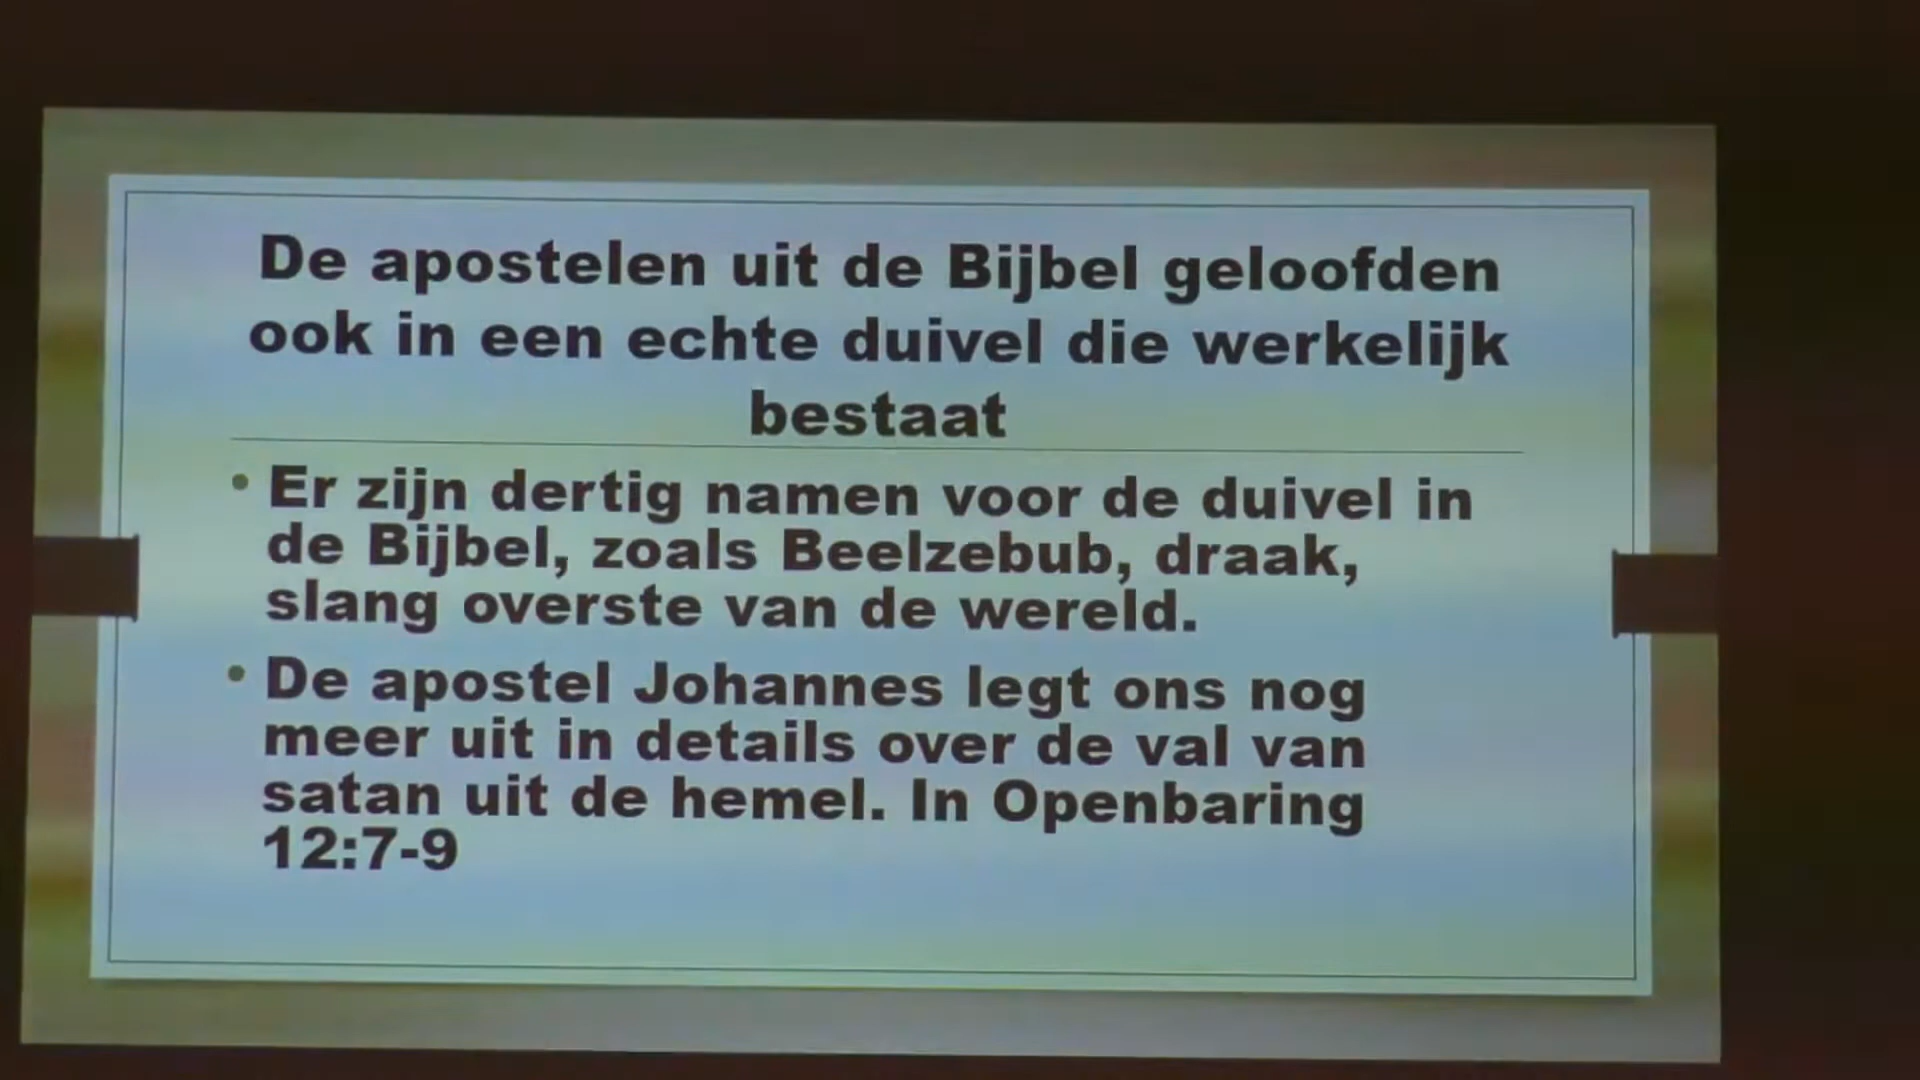 De apostelen uit de Bijbel geloofden
ook in een echte duivel die werkelijk
bestaat
• Er zijn dertig namen voor de duivel in
de Bijbel, zoals Beelzebub, draak,
slang overste van de wereld.
• De apostel Johannes legt ons nog
meer uit in details over de val van
satan uit de hemel. In Openbaring
12:7-9